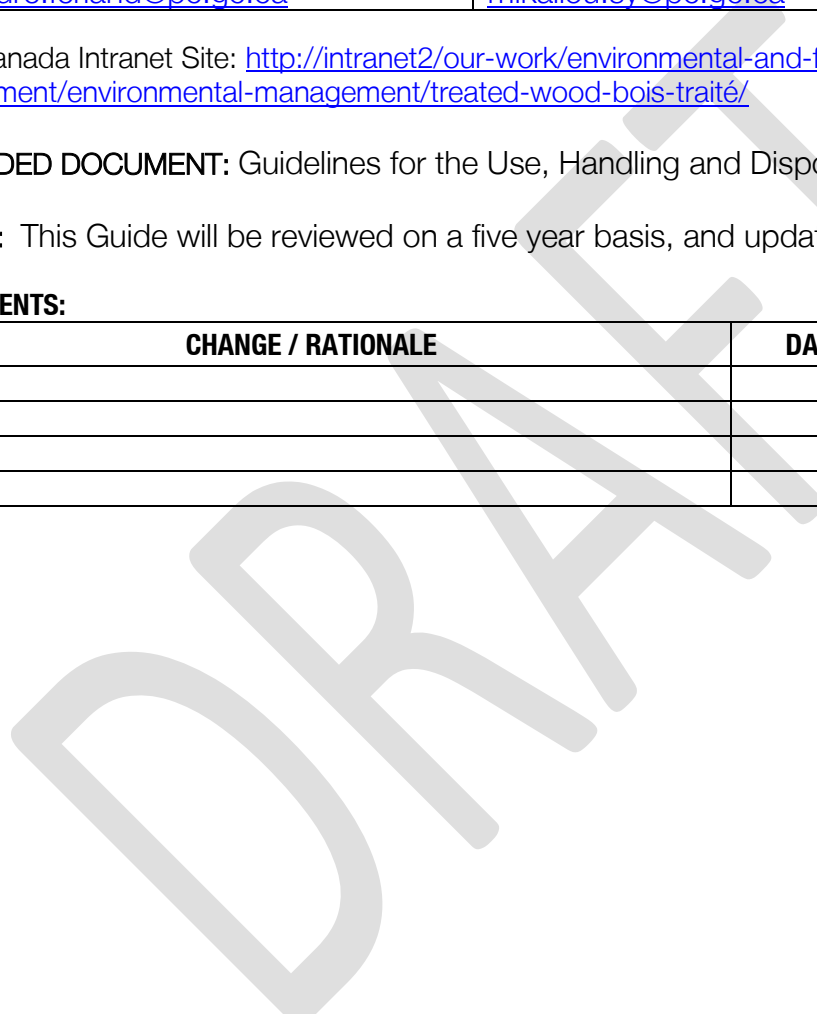 anada Intranet Site: http://intranet2/our-work/environmental-and-f
ment/environmental-management/treated-wood-bois-traité/
DED DOCUMENT: Guidelines for the Use, Handling and Dispo
: This Guide will be reviewed on a five year basis, and updat
ENTS:
CHANGE / RATIONALE DA
DRAFT